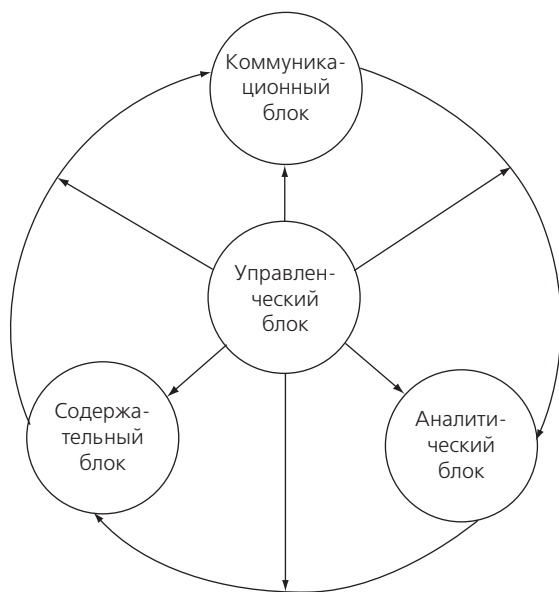 Коммуника-
ционный
блок
Управлен-
ческий
блок
Содержа-
тельный
блок
Аналити-
ческий
блок